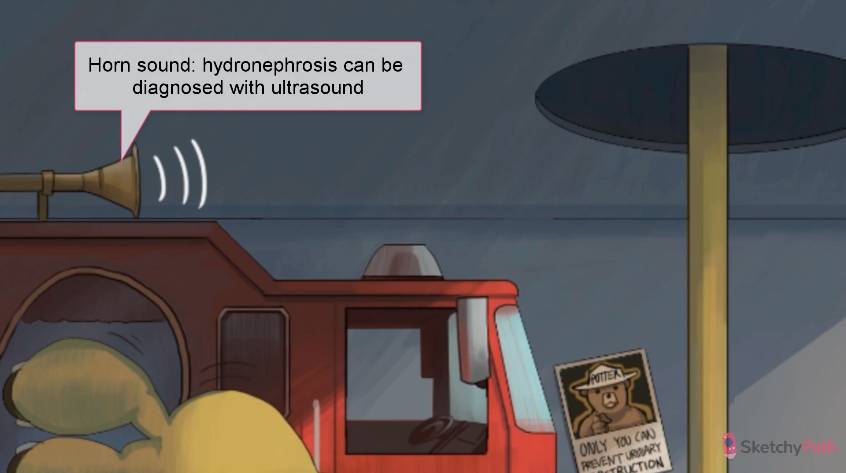 Horn sound: hydronephrosis can be
diagnosed with ultrasound
POTTER
ONLY YOU CAN
PREVENT URINARY
OBSTRUCTION
SketchyPath